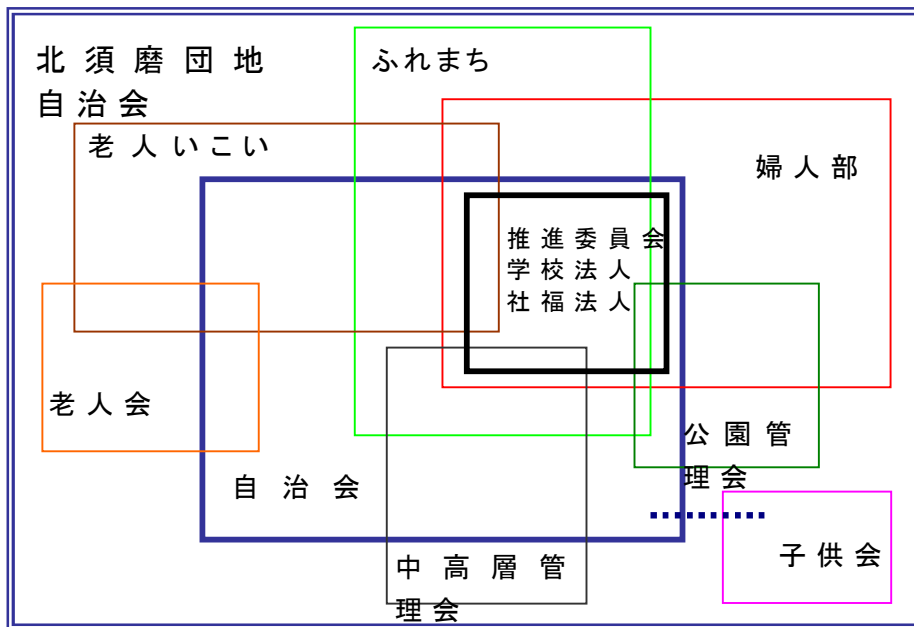 北須磨団地
自治会
ふれまち
老人いこい
婦人部
推進委員会
学校法人
社福法人
老人会
公園管
理会
自治会
中高層管
理会
子供会